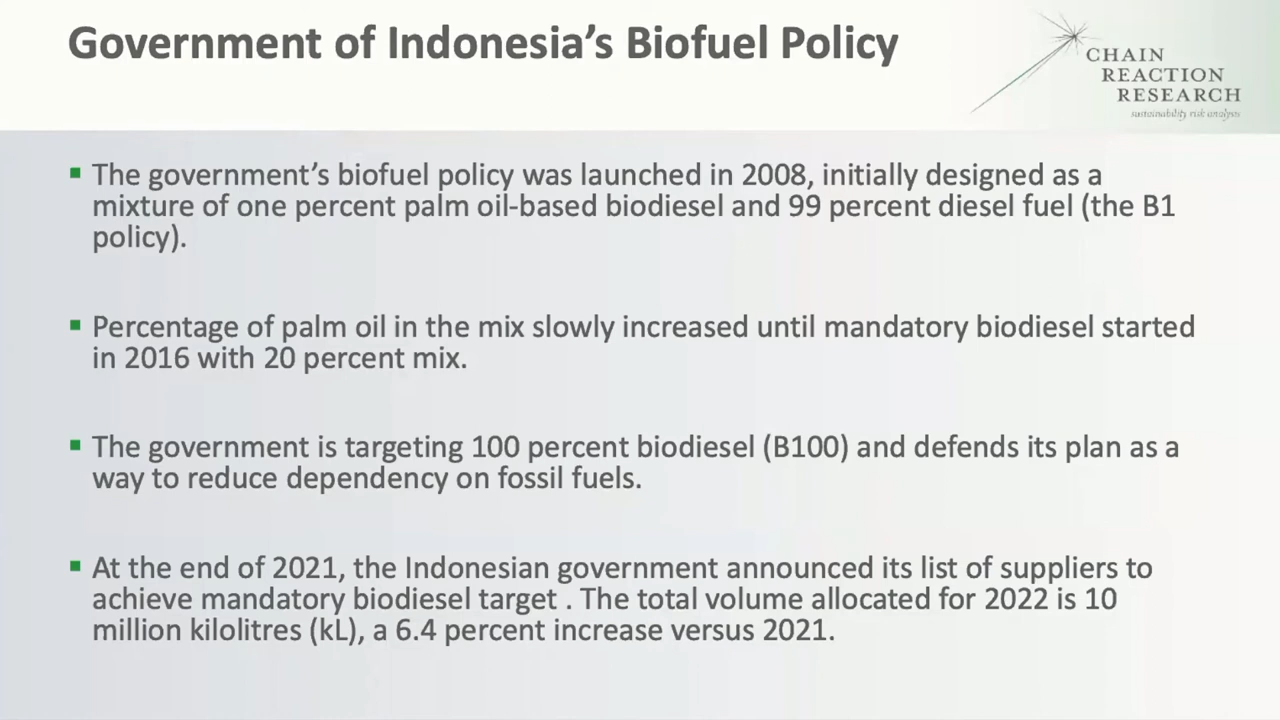 Government of Indonesia’s Biofuel Policy
CHAIN
REACTION
RESEARCH
sustainability risk analysis
▪ The government’s biofuel policy was launched in 2008, initially designed as a
mixture of one percent palm oil-based biodiesel and 99 percent diesel fuel (the B1
policy).
▪ Percentage of palm oil in the mix slowly increased until mandatory biodiesel started
in 2016 with 20 percent mix.
▪ The government is targeting 100 percent biodiesel (B100) and defends its plan as a
way to reduce dependency on fossil fuels.
▪ At the end of 2021, the Indonesian government announced its list of suppliers to
achieve mandatory biodiesel target . The total volume allocated for 2022 is 10
million kilolitres (kL), a 6.4 percent increase versus 2021.